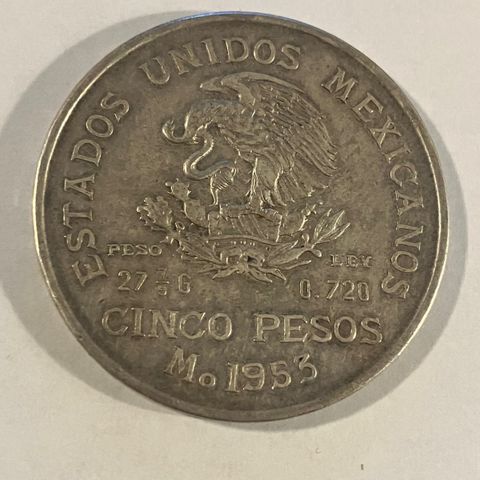 ESTADOS UNIDOS MEXICANOS
PESO LEY
27 7/9 G 0.720
CINCO PESOS
Mo 1953